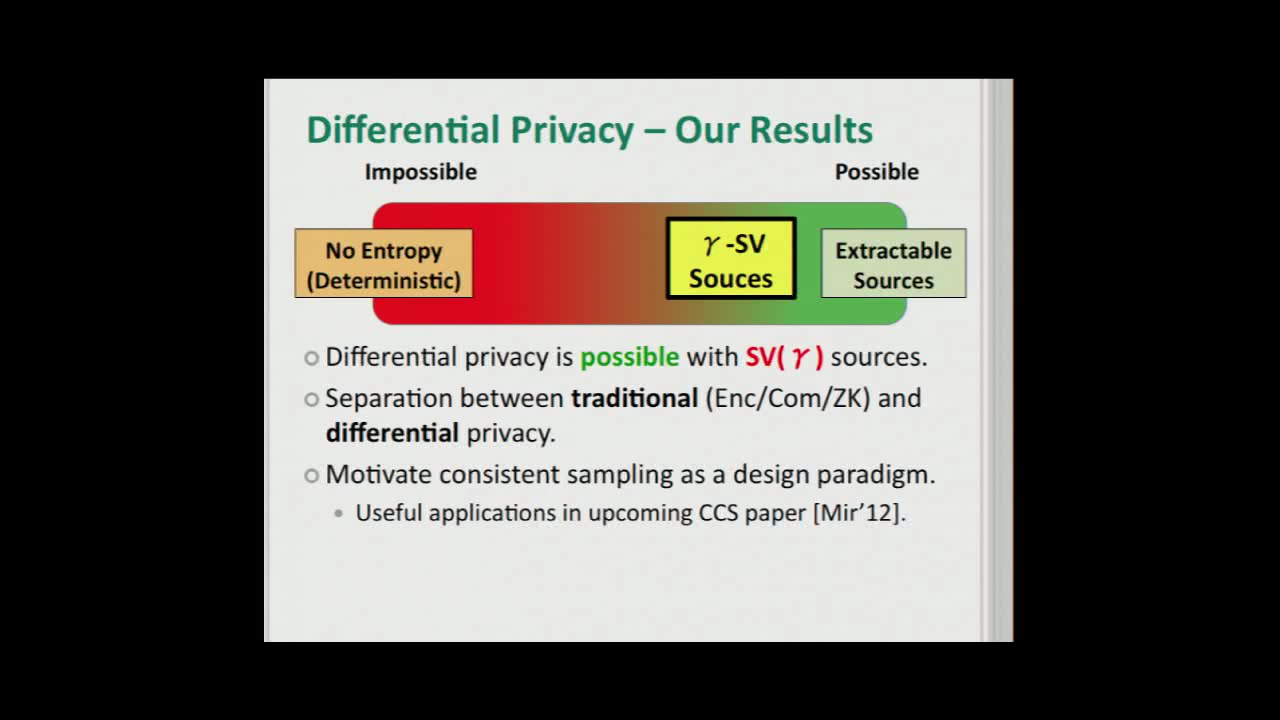 Differential Privacy – Our Results
Impossible
Possible
No Entropy
(Deterministic)
γ -SV
Souces
Extractable
Sources
Differential privacy is possible with SV( γ ) sources.
Separation between traditional (Enc/Com/ZK) and
differential privacy.
Motivate consistent sampling as a design paradigm.
Useful applications in upcoming CCS paper [Mir’12].